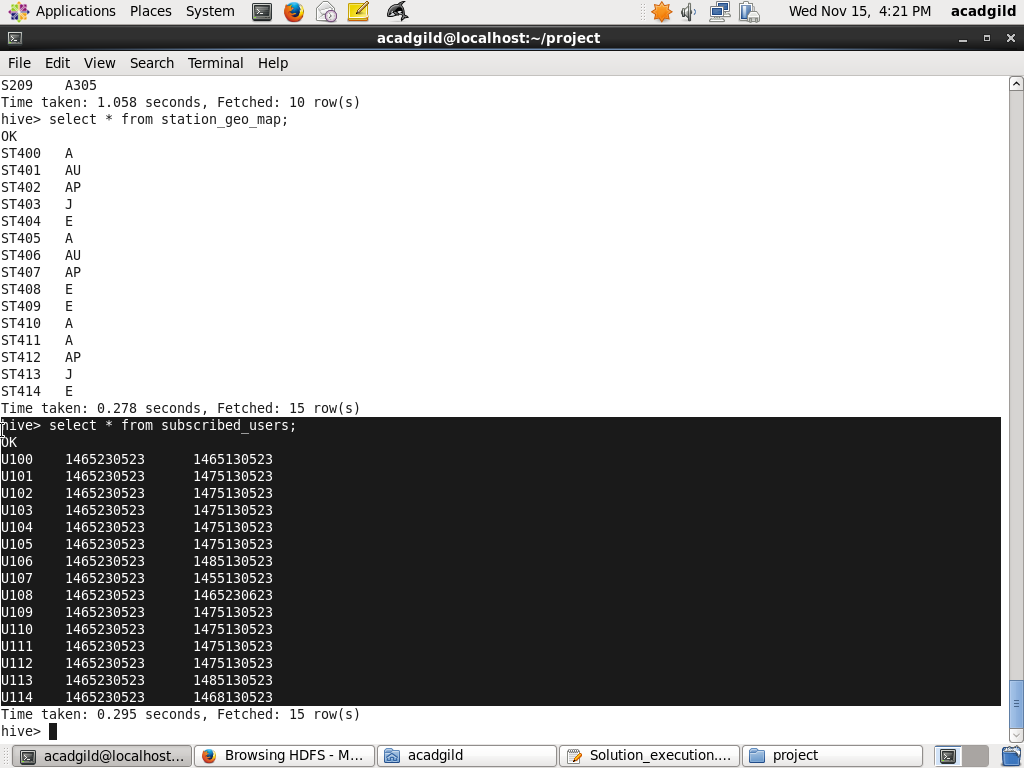 Applications Places System Wed Nov 15, 4:21 PM acadgild
acadgild@localhost:~/project
File Edit View Search Terminal Help
S209 A305
Time taken: 1.058 seconds, Fetched: 10 row(s)
hive> select * from station_geo_map;
OK
ST400 A
ST401 AU
ST402 AP
ST403 J
ST404 E
ST405 A
ST406 AU
ST407 AP
ST408 E
ST409 E
ST410 A
ST411 A
ST412 AP
ST413 J
ST414 E
Time taken: 0.278 seconds, Fetched: 15 row(s)
hive> select * from subscribed_users;
OK
U100 1465230523 1465130523
U101 1465230523 1475130523
U102 1465230523 1475130523
U103 1465230523 1475130523
U104 1465230523 1475130523
U105 1465230523 1475130523
U106 1465230523 1485130523
U107 1465230523 1455130523
U108 1465230523 1465230623
U109 1465230523 1475130523
U110 1465230523 1475130523
U111 1465230523 1475130523
U112 1465230523 1475130523
U113 1465230523 1485130523
U114 1465230523 1468130523
Time taken: 0.295 seconds, Fetched: 15 row(s)
hive>
acadgild@localhost... Browsing HDFS - M... acadgild Solution_execution.... project